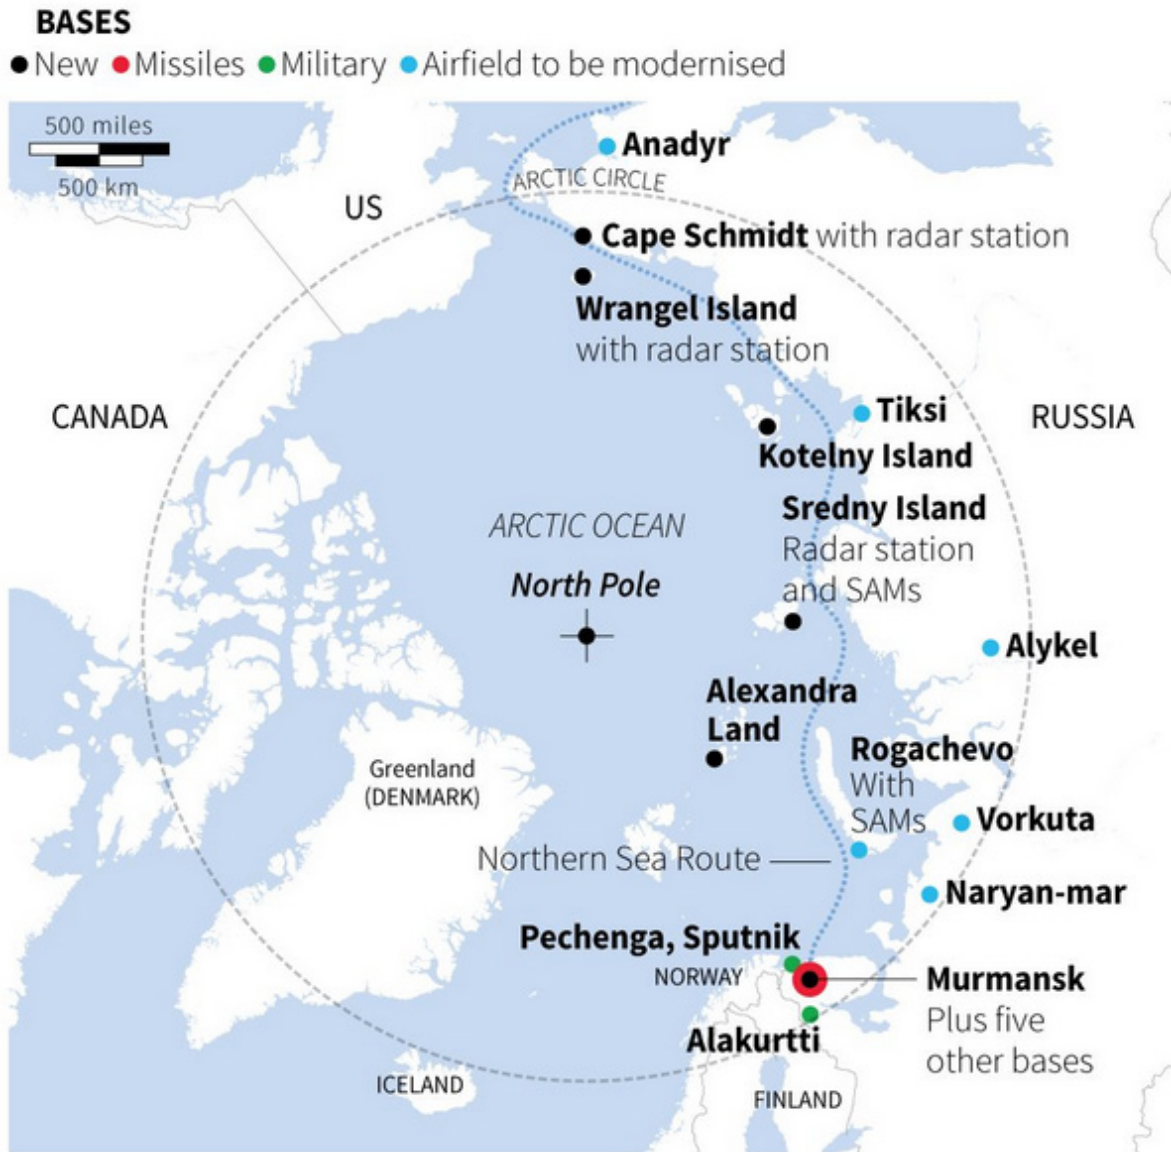 BASES
New Missiles Military Airfield to be modernised
500 miles
500 km
Anadyr
ARCTIC CIRCLE
US
Cape Schmidt with radar station
Wrangel Island
with radar station
CANADA
Tiksi
RUSSIA
Kotelny Island
Sredny Island
Radar station
and SAMs
ARCTIC OCEAN
North Pole
Alykel
Alexandra
Land
Rogachevo
With
SAMs
Greenland
(DENMARK)
Vorkuta
Northern Sea Route
Naryan-mar
Pechenga, Sputnik
NORWAY
Murmansk
Plus five
other bases
Alakurtti
ICELAND
FINLAND